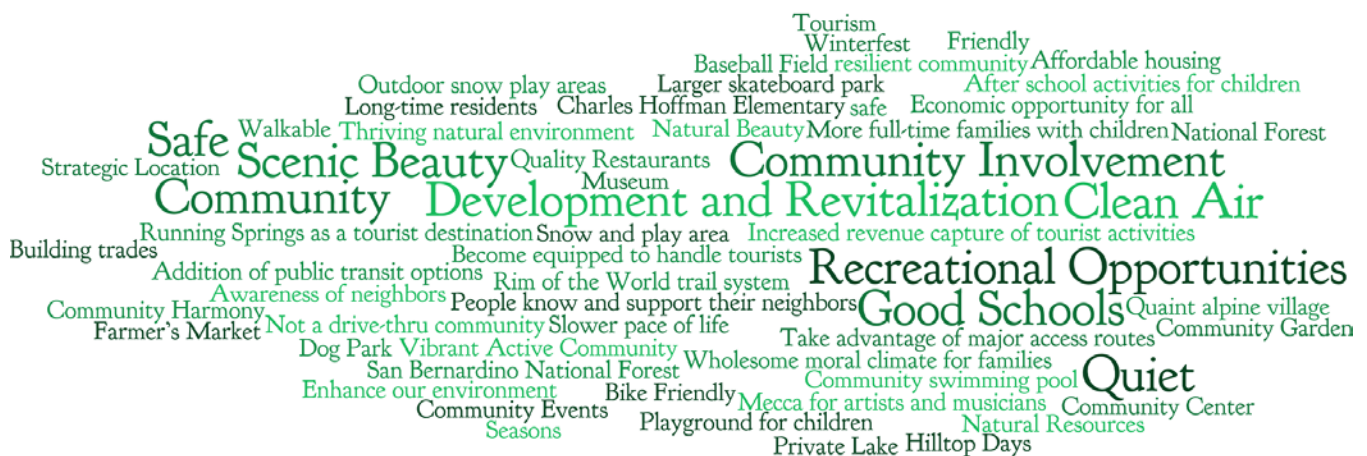 Tourism
Winterfest Friendly
Baseball Field resilient community Affordable housing
Outdoor snow play areas Larger skateboard park After school activities for children
Long-time residents Charles Hoffman Elementary safe Economic opportunity for all
Safe Walkable Thriving natural environment Natural Beauty More full-time families with children National Forest
Strategic Location Scenic Beauty Quality Restaurants Community Involvement
Museum
Community Development and Revitalization Clean Air
Running Springs as a tourist destination Snow and play area Increased revenue capture of tourist activities
Building trades Become equipped to handle tourists
Addition of public transit options Rim of the World trail system Recreational Opportunities
Awareness of neighbors People know and support their neighbors Good Schools Quaint alpine village
Community Harmony
Farmer's Market Not a drive-thru community Slower pace of life Take advantage of major access routes Community Garden
Dog Park Vibrant Active Community Wholesome moral climate for families
San Bernardino National Forest Community swimming pool Quiet
Enhance our environment Bike Friendly Mecca for artists and musicians Community Center
Community Events Playground for children Natural Resources
Seasons
Private Lake Hilltop Days